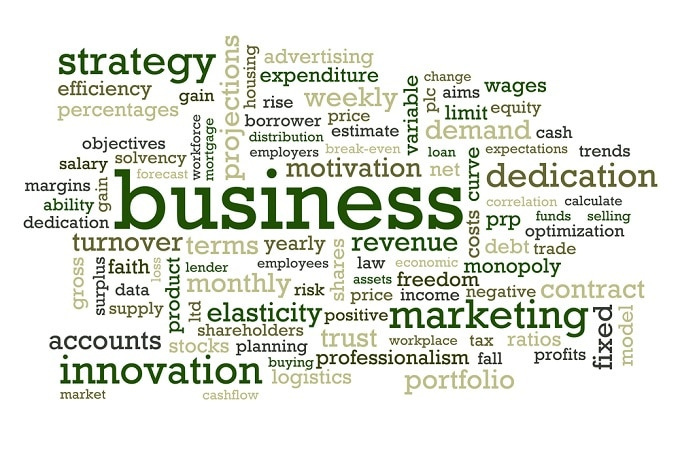 strategy
efficiency
percentages
gain
projections
housing
advertising
expenditure
rise
weekly
variable
plc
change
aims
wages
limit
equity
borrower
price
distribution
estimate
demand
cash
objectives
workforce
mortgage
employers
break-even
loan
curve
expectations
trends
salary
solvency
forecast
motivation
net
dedication
margins
gain
ability
dedication
business
correlation
calculate
costs
prp
funds
selling
optimization
turnover
terms
yearly
revenue
debt
trade
gross
surplus
faith
loss
product
lender
employees
shares
law
economic
monopoly
data
monthly
risk
assets
freedom
price
income
negative
contract
supply
ltd
elasticity
positive
marketing
fixed
model
accounts
shareholders
stocks
planning
trust
workplace
tax
ratios
innovation
buying
professionalism
fall
profits
logistics
portfolio
market
cashflow